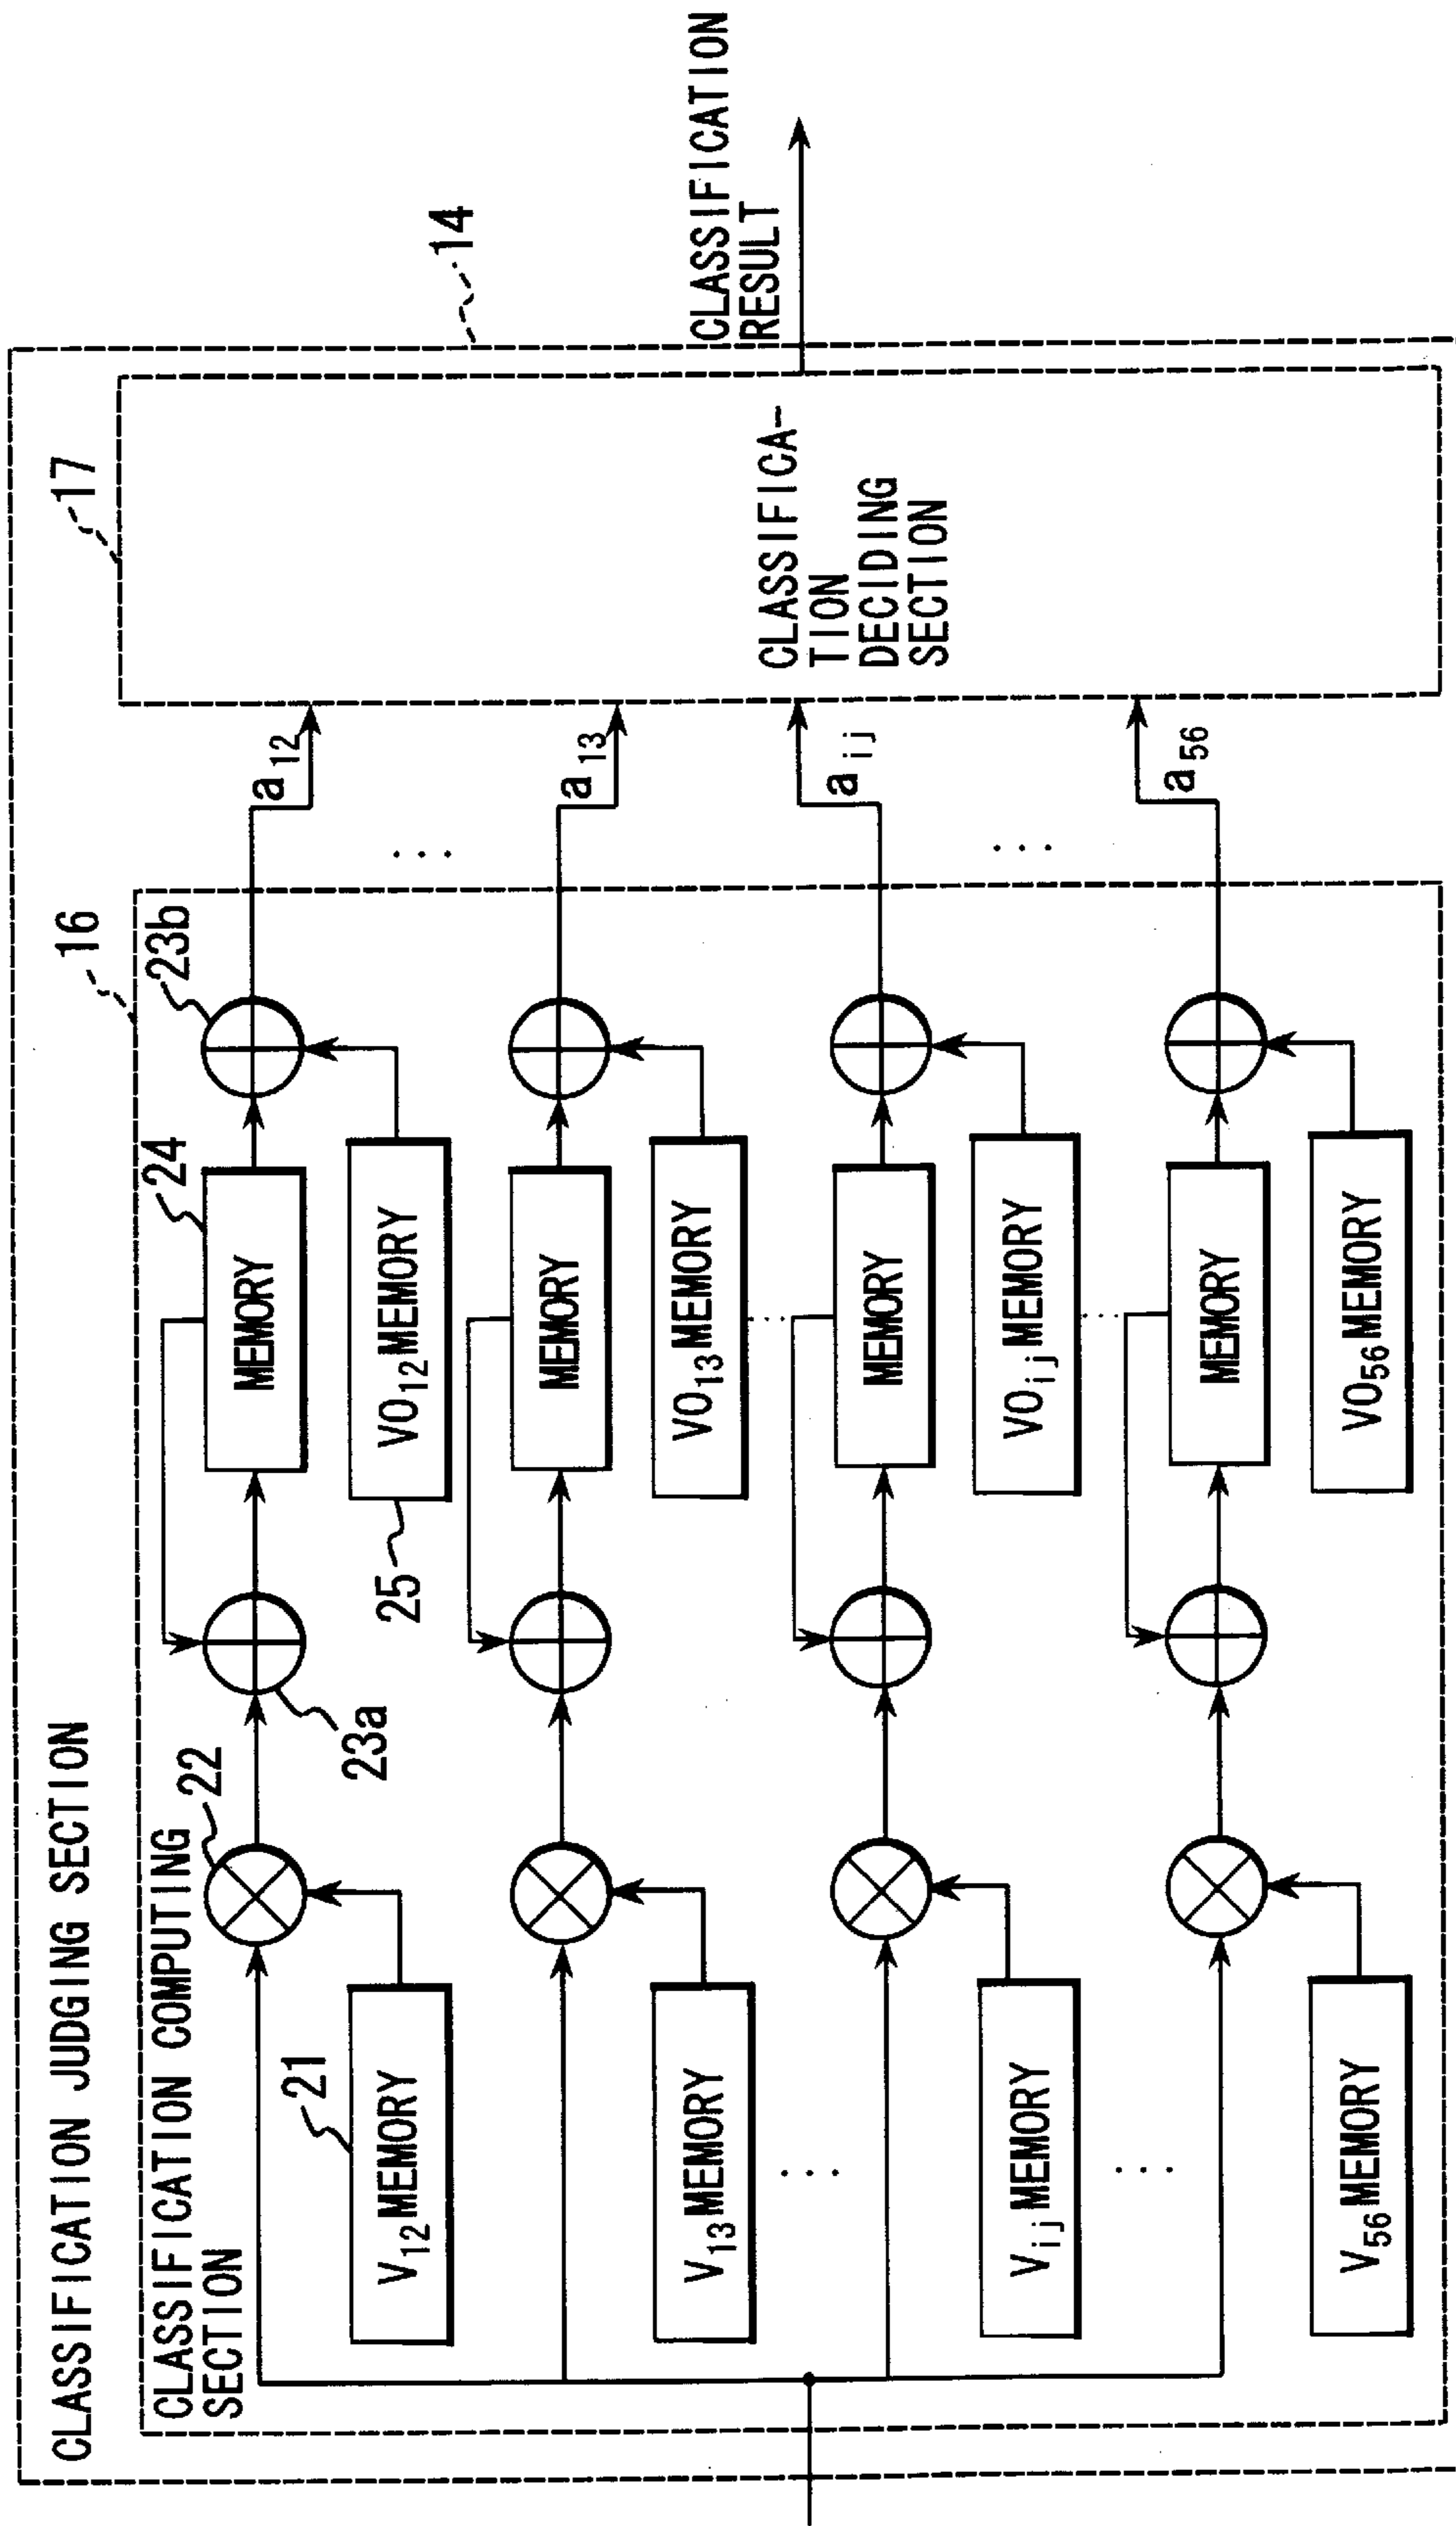 CLASSIFICATION JUDGING SECTION
14
CLASSIFICATION COMPUTING
SECTION
16
17
21
22
23a
24
23b
25
V12 MEMORY
MEMORY
VO12 MEMORY
a12
V13 MEMORY
MEMORY
VO13 MEMORY
a13
...
...
Vij MEMORY
MEMORY
VOij MEMORY
aij
...
...
V56 MEMORY
MEMORY
VO56 MEMORY
a56
CLASSIFICA-
TION
DECIDING
SECTION
CLASSIFICATION
RESULT